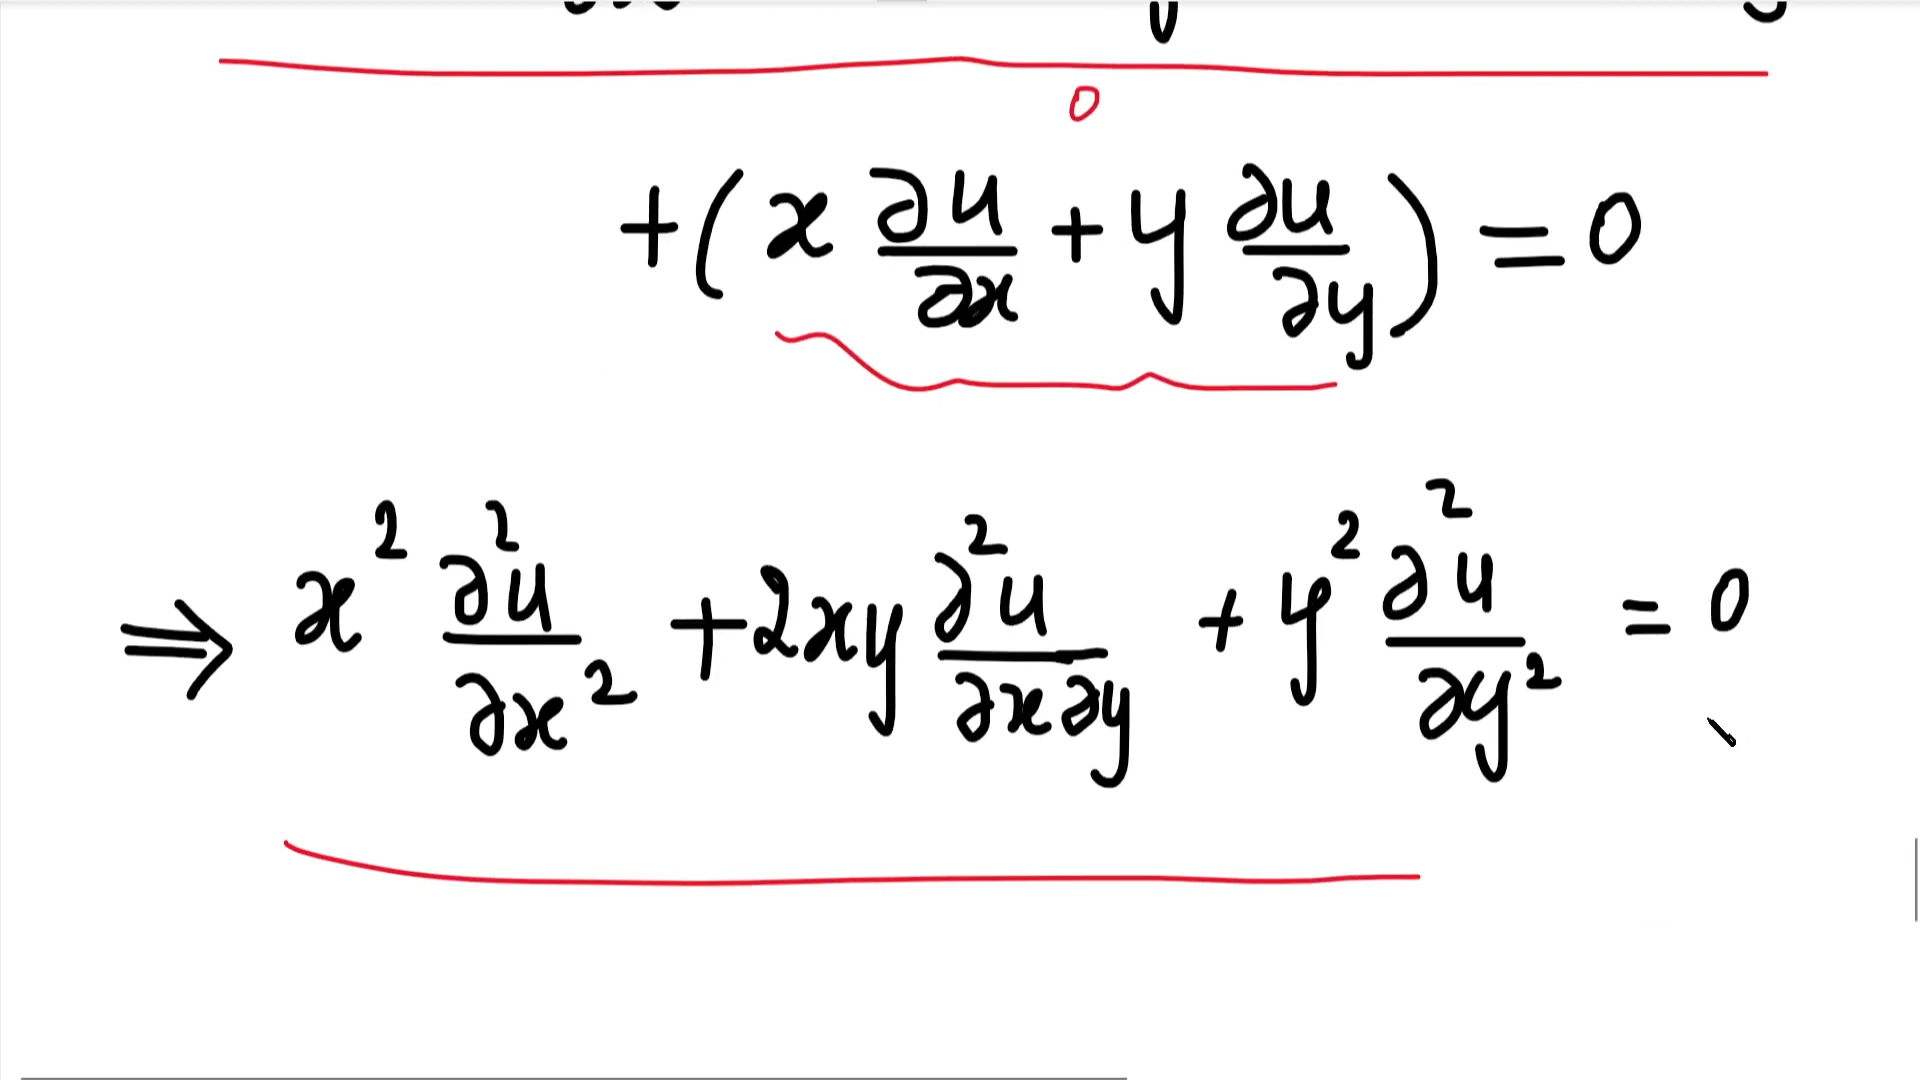 0
+(x ∂u/∂x + y ∂u/∂y) = 0
⇒ x² ∂²u/∂x² + 2xy ∂²u/∂x∂y + y² ∂²u/∂y² = 0